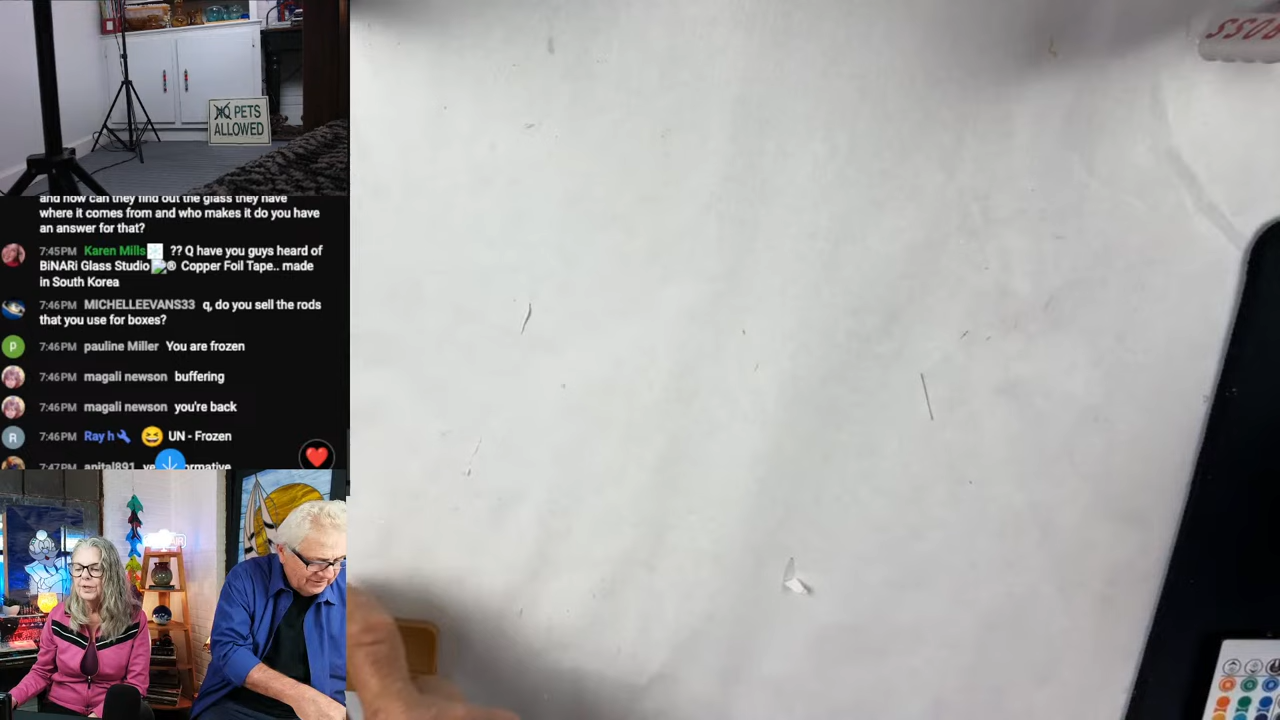 NO PETS
ALLOWED
and how can they find out the glass they have
where it comes from and who makes it do you have
an answer for that?
7:45PM Karen Mills ?? Q have you guys heard of
BiNARi Glass Studio ® Copper Foil Tape.. made
in South Korea
7:46PM MICHELLEEVANS33 q, do you sell the rods
that you use for boxes?
P 7:46PM pauline Miller You are frozen
7:46PM magali newson buffering
7:46PM magali newson you're back
R 7:46PM Ray h UN - Frozen
7:47PM anital891